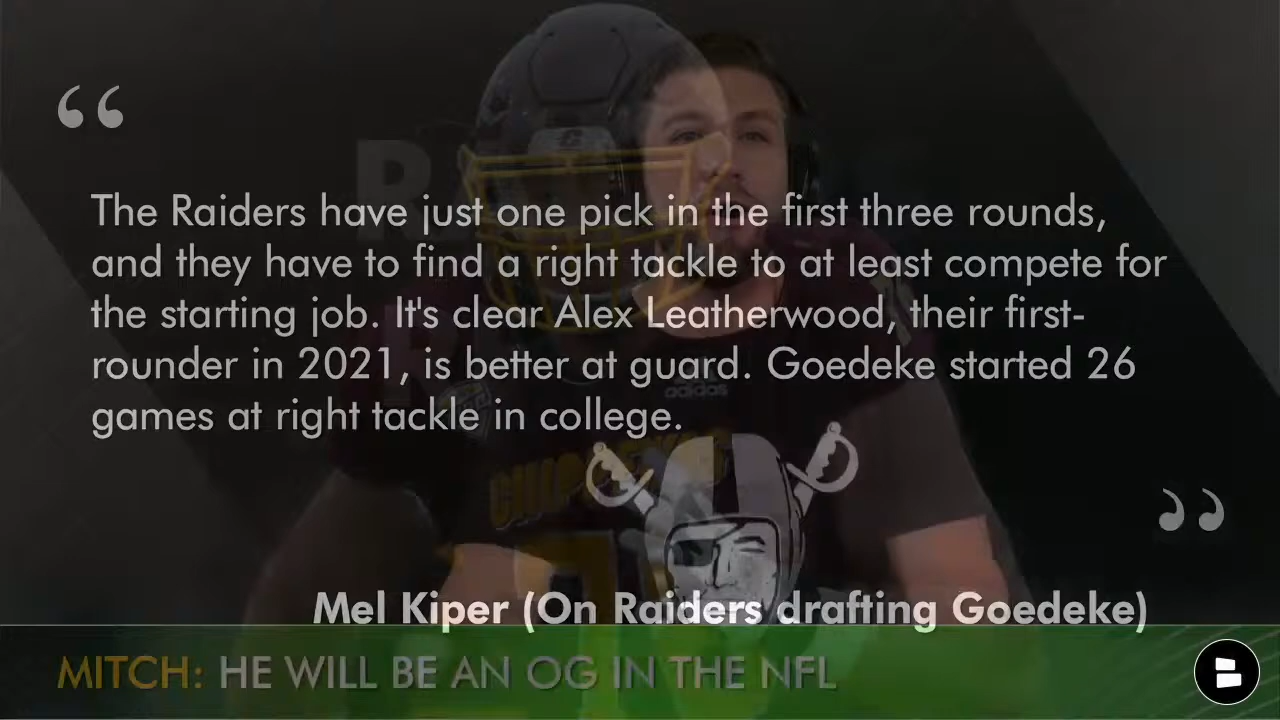 The Raiders have just one pick in the first three rounds,
and they have to find a right tackle to at least compete for
the starting job. It's clear Alex Leatherwood, their first-
rounder in 2021, is better at guard. Goedeke started 26
games at right tackle in college.
adidas
CHIPPEWAS
Mel Kiper (On Raiders drafting Goedeke)
MITCH: HE WILL BE AN OG IN THE NFL